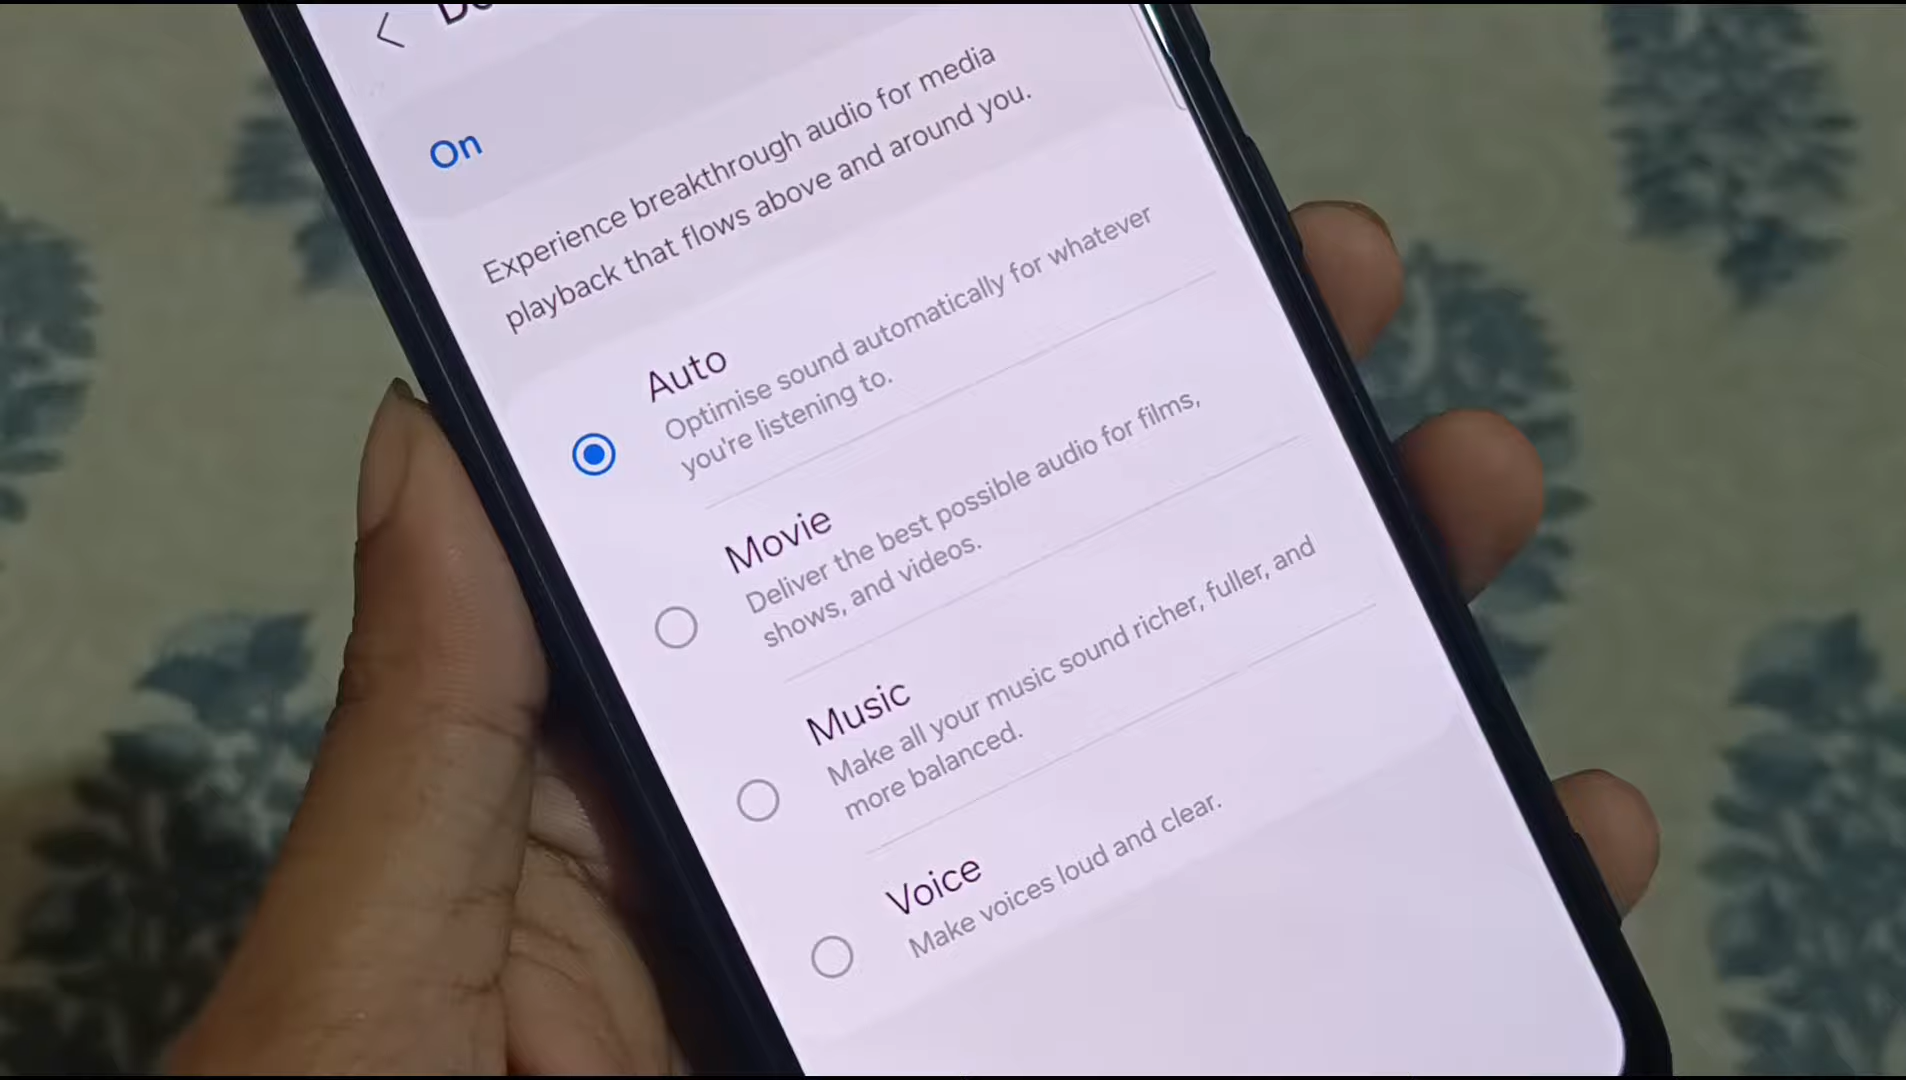 On
Experience breakthrough audio for media
playback that flows above and around you.
Auto
Optimise sound automatically for whatever
you're listening to.
Movie
Deliver the best possible audio for films,
shows, and videos.
Music
Make all your music sound richer, fuller, and
more balanced.
Voice
Make voices loud and clear.